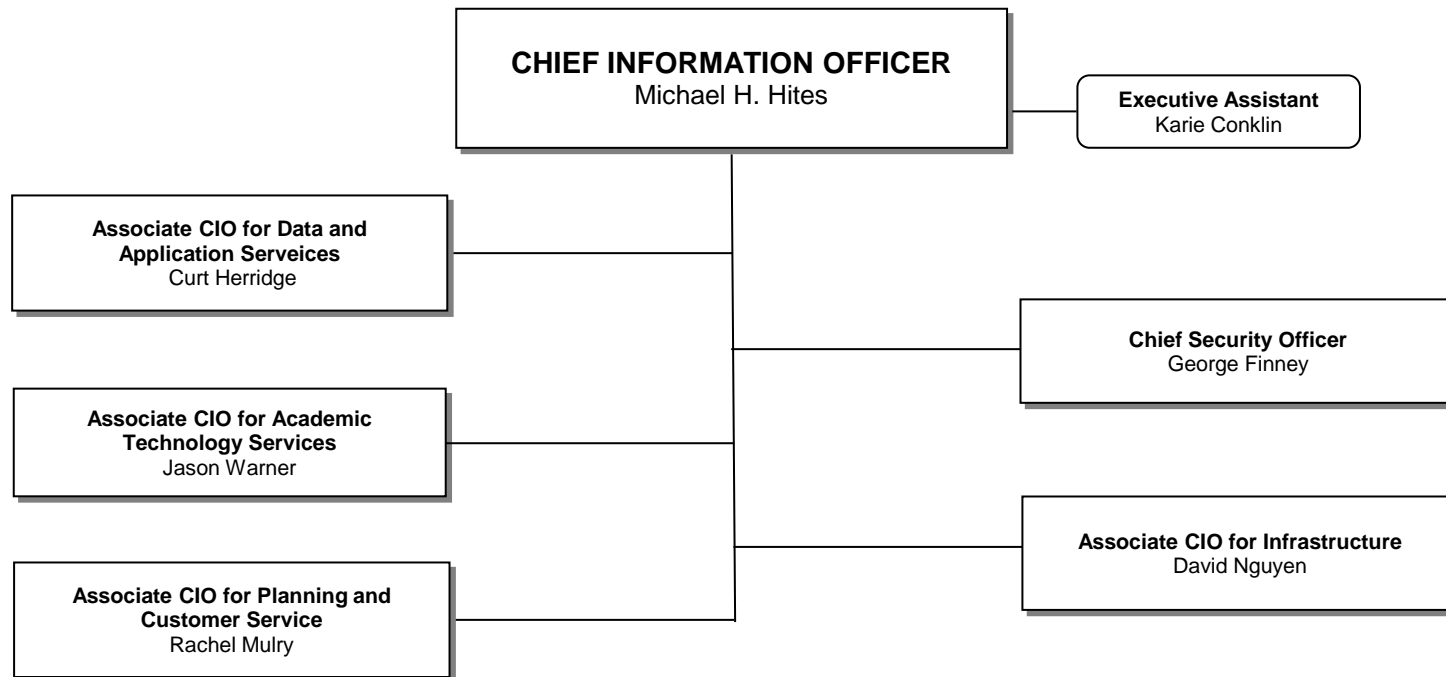 CHIEF INFORMATION OFFICER
Michael H. Hites
Executive Assistant
Karie Conklin
Associate CIO for Data and
Application Serveices
Curt Herridge
Chief Security Officer
George Finney
Associate CIO for Academic
Technology Services
Jason Warner
Associate CIO for Infrastructure
David Nguyen
Associate CIO for Planning and
Customer Service
Rachel Mulry